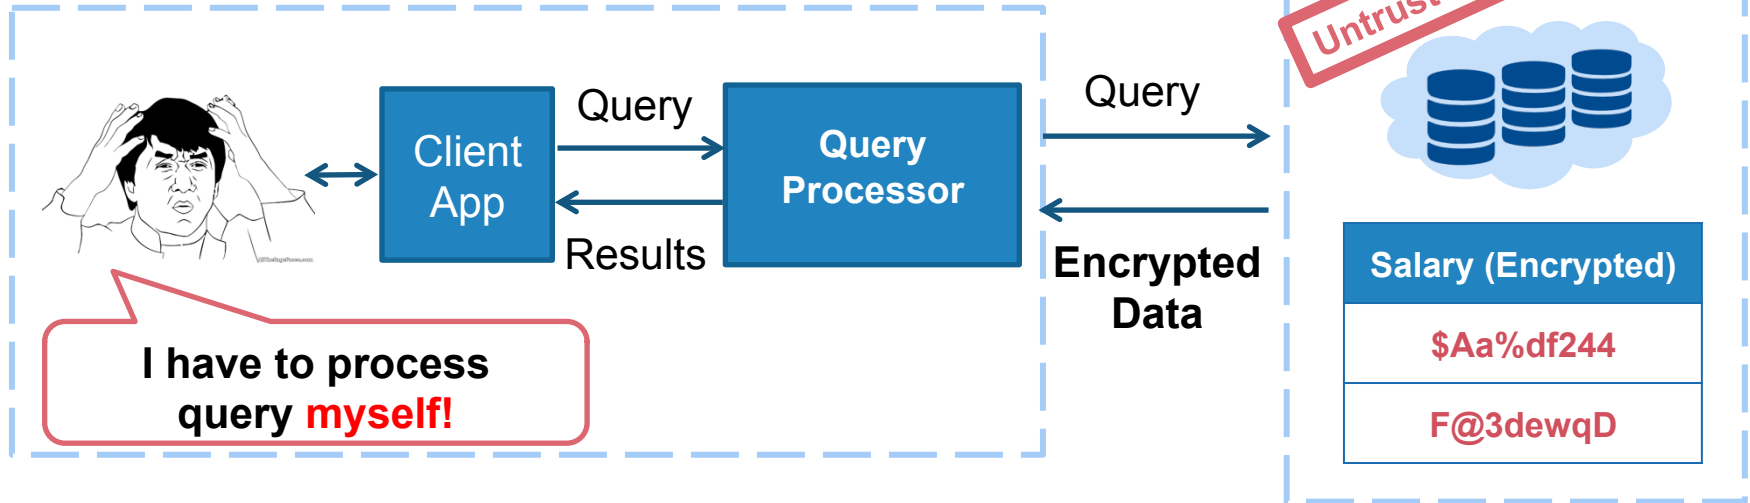 Untrust
Query
Query
Client
App
Query
Processor
Results
Encrypted
Data
Salary (Encrypted)
$Aa%df244
F@3dewqD
I have to process
query myself!